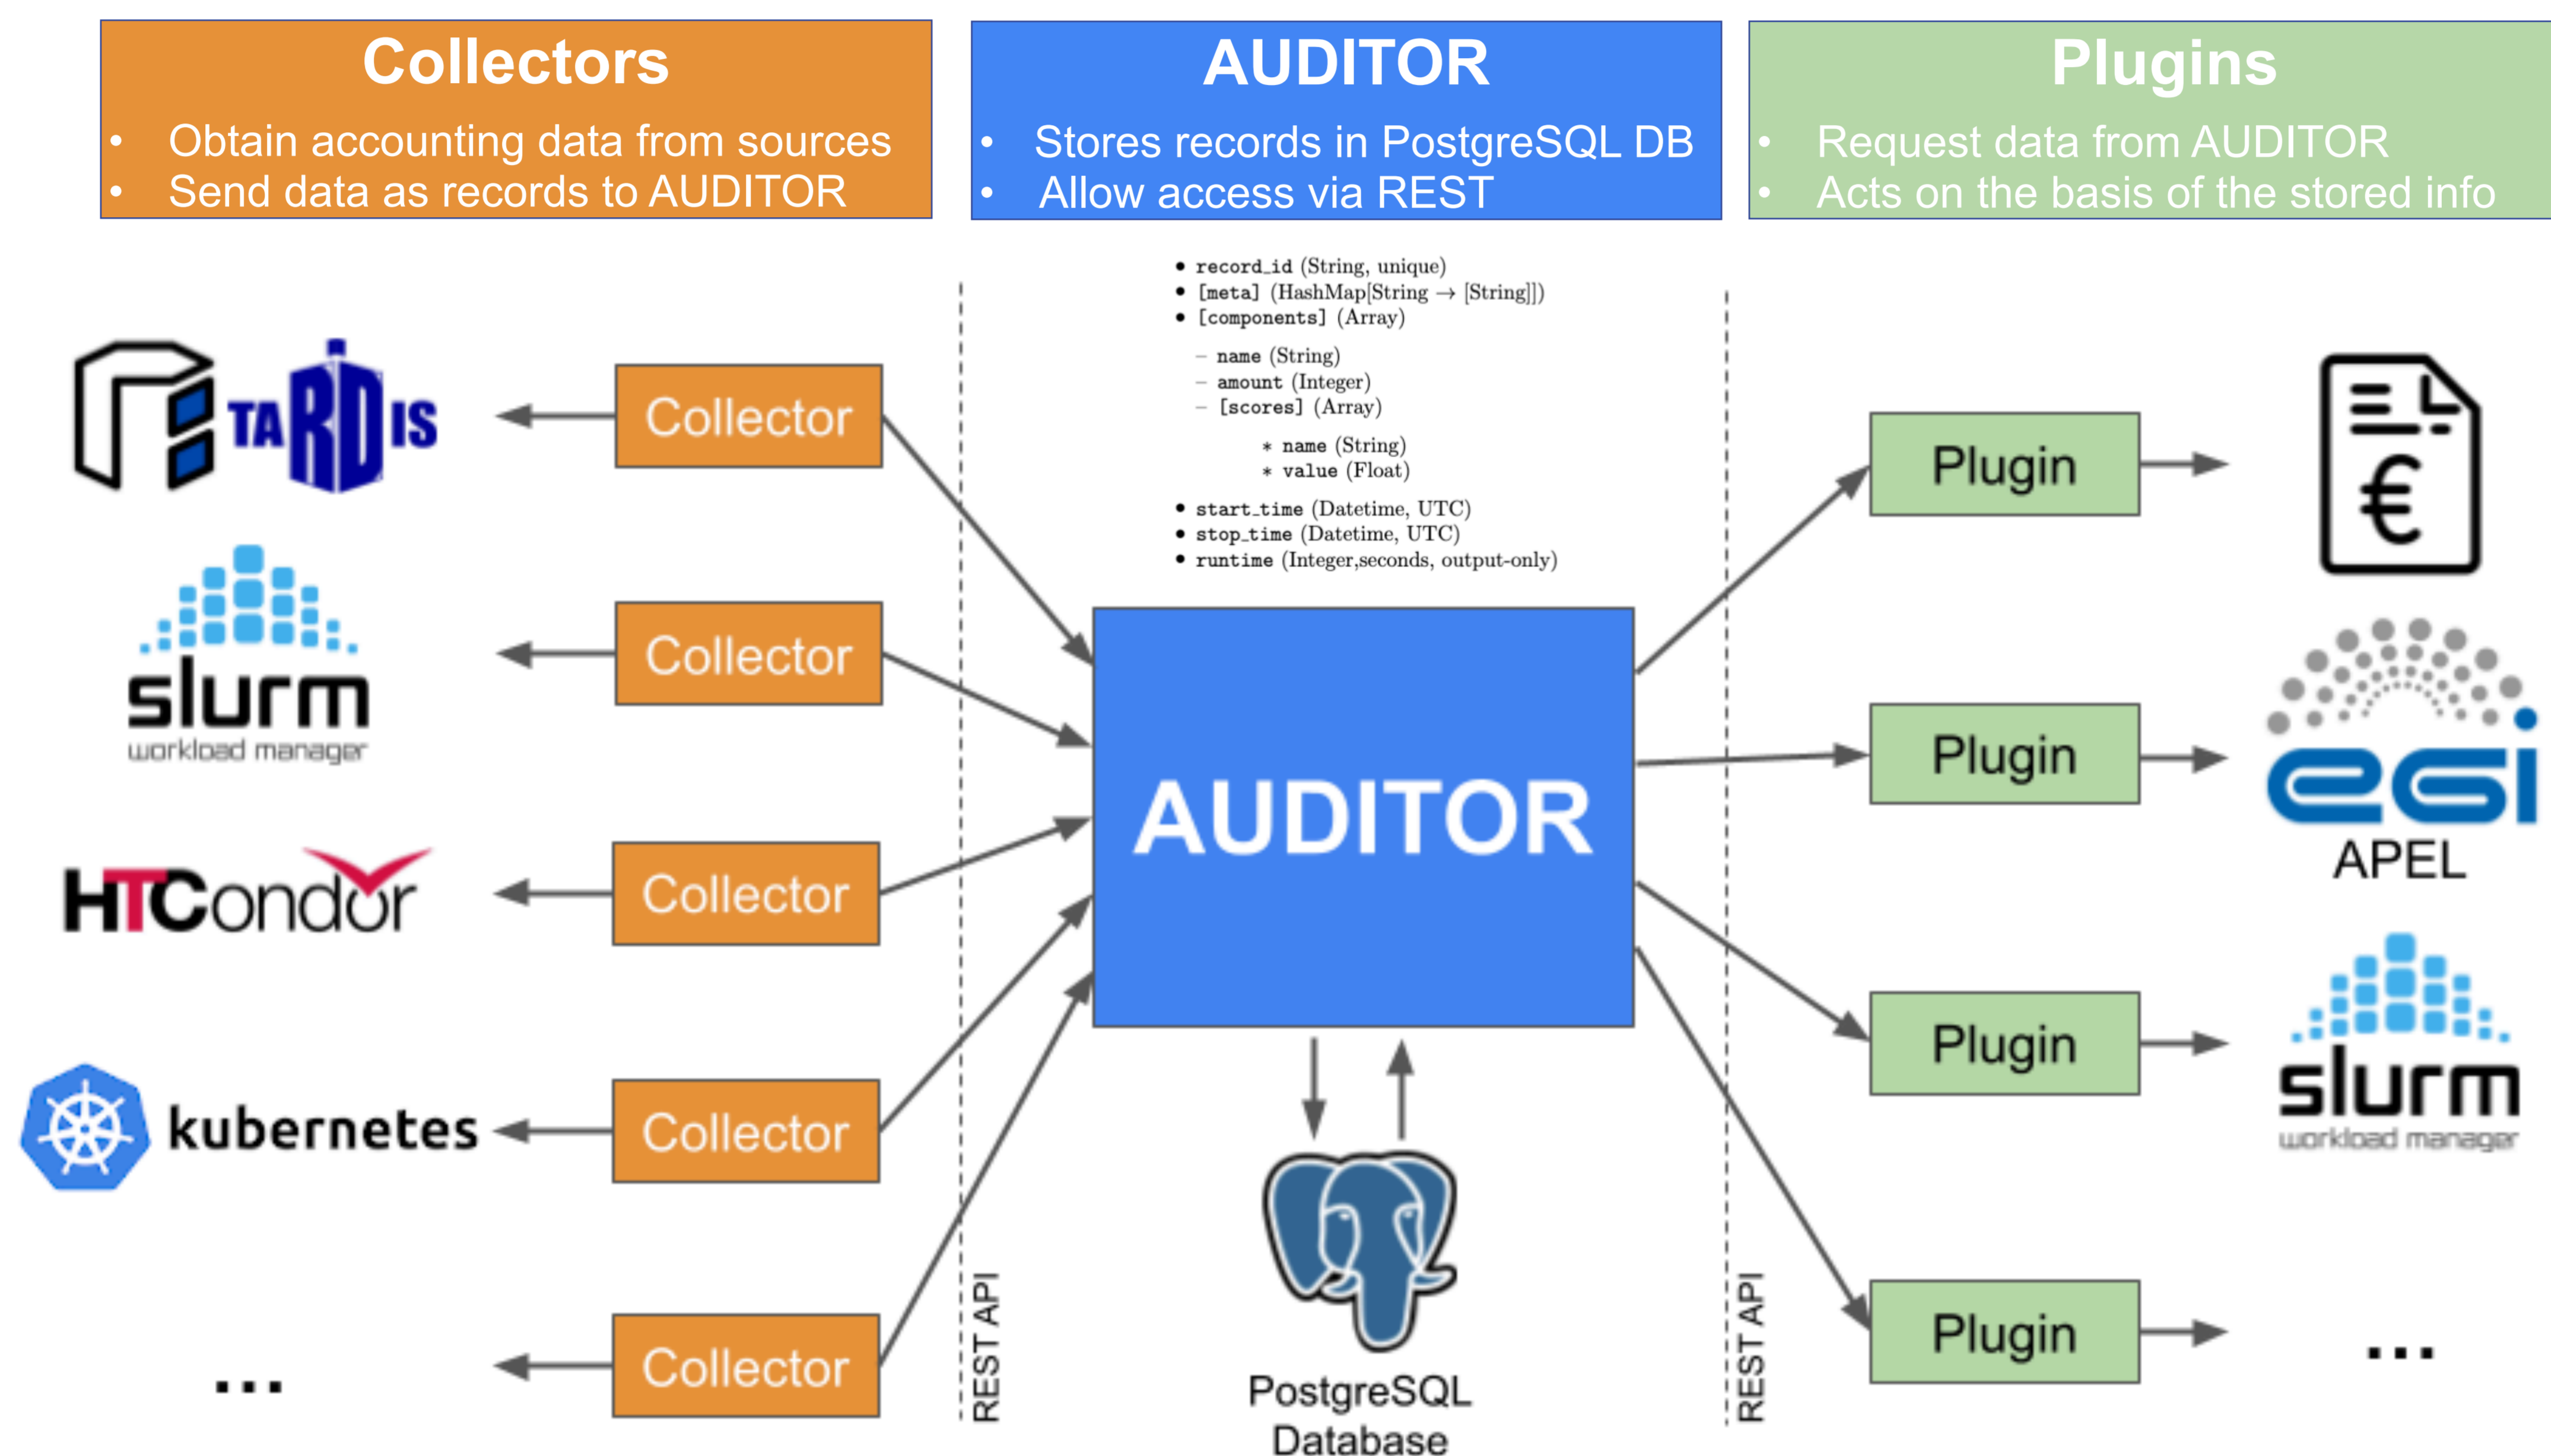 Collectors
• Obtain accounting data from sources
• Send data as records to AUDITOR
AUDITOR
• Stores records in PostgreSQL DB
• Allow access via REST
Plugins
• Request data from AUDITOR
• Acts on the basis of the stored info
• record_id (String, unique)
• [meta] (HashMap[String → [String]])
• [components] (Array)
– name (String)
– amount (Integer)
– [scores] (Array)
* name (String)
* value (Float)
• start_time (Datetime, UTC)
• stop_time (Datetime, UTC)
• runtime (Integer,seconds, output-only)
TARDIS
Collector
slurm
workload manager
Collector
HTCondor
Collector
kubernetes
Collector
...
Collector
REST API
AUDITOR
PostgreSQL
Database
REST API
Plugin
€
Plugin
egi
APEL
Plugin
slurm
workload manager
Plugin
...